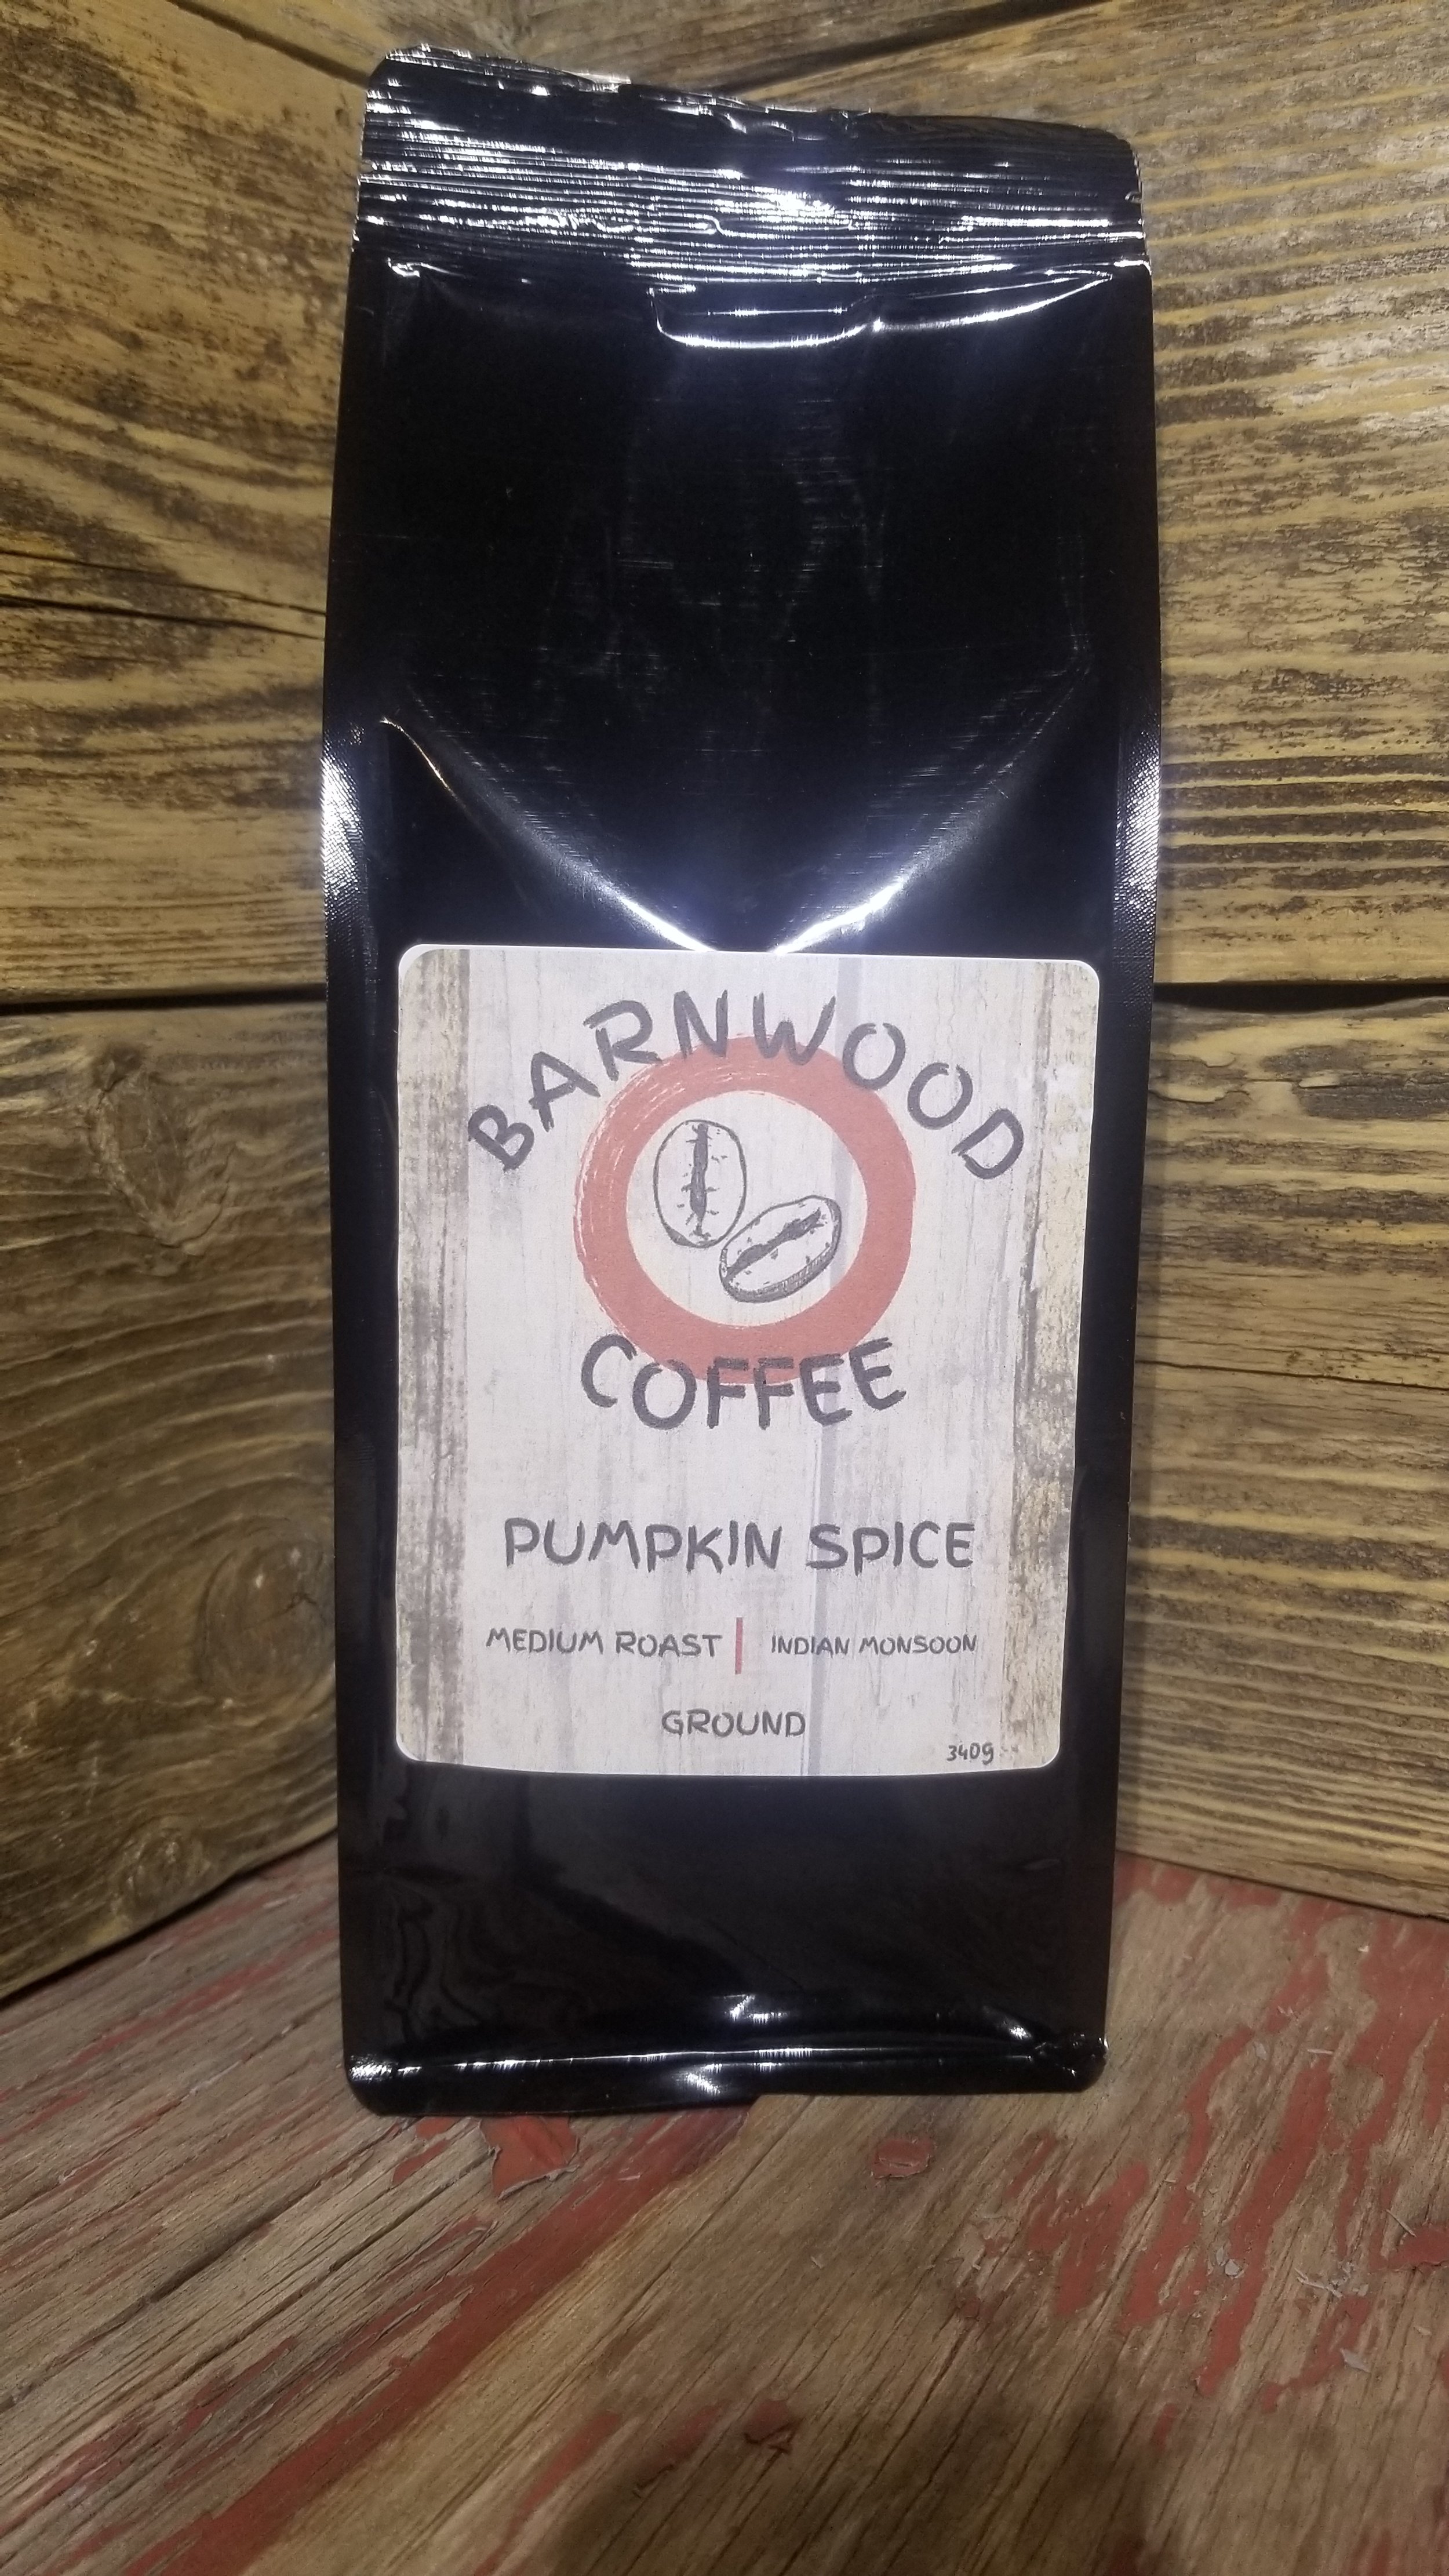 BARNWOOD
COFFEE
PUMPKIN SPICE
MEDIUM ROAST | INDIAN MONSOON
GROUND
340g